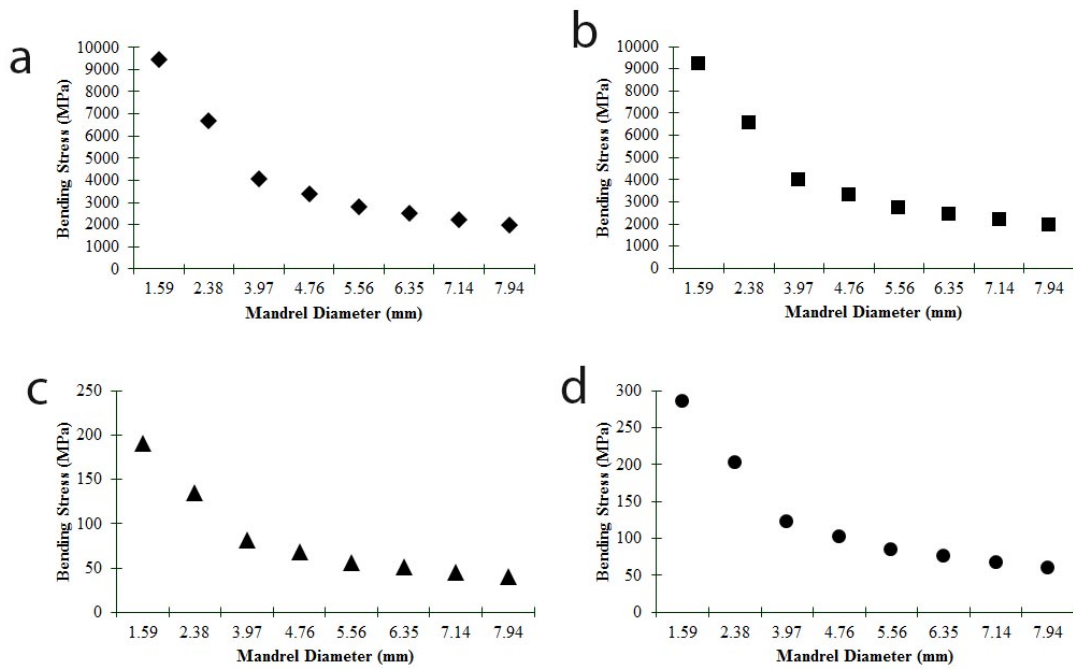 a
10000
9000
8000
7000
6000
5000
4000
3000
2000
1000
0
Bending Stress (MPa)
1.59 2.38 3.97 4.76 5.56 6.35 7.14 7.94
Mandrel Diameter (mm)
b
10000
9000
8000
7000
6000
5000
4000
3000
2000
1000
0
Bending Stress (MPa)
1.59 2.38 3.97 4.76 5.56 6.35 7.14 7.94
Mandrel Diameter (mm)
c
250
200
150
100
50
0
Bending Stress (MPa)
1.59 2.38 3.97 4.76 5.56 6.35 7.14 7.94
Mandrel Diameter (mm)
d
300
250
200
150
100
50
0
Bending Stress (MPa)
1.59 2.38 3.97 4.76 5.56 6.35 7.14 7.94
Mandrel Diameter (mm)